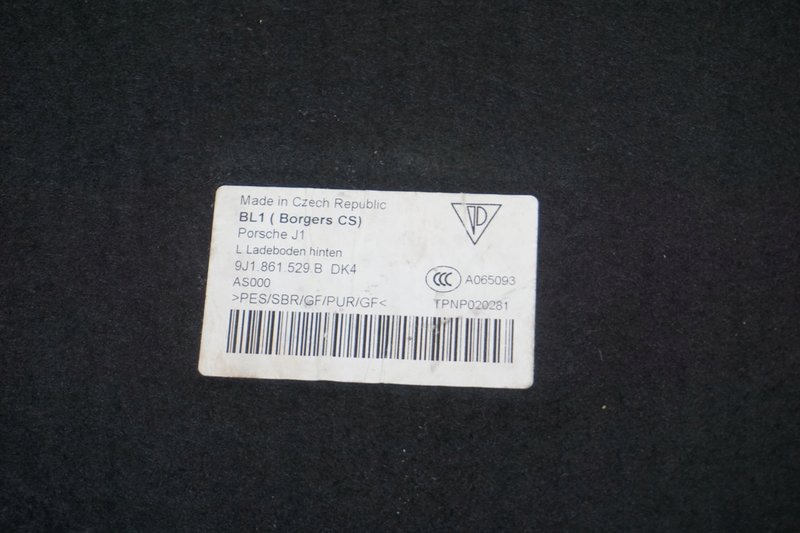 Made in Czech Republic
BL1 ( Borgers CS)
Porsche J1
L Ladeboden hinten
9J1.861.529.B DK4
AS000
>PES/SBR/GF/PUR/GF<
CCC A065093
TPNP020281